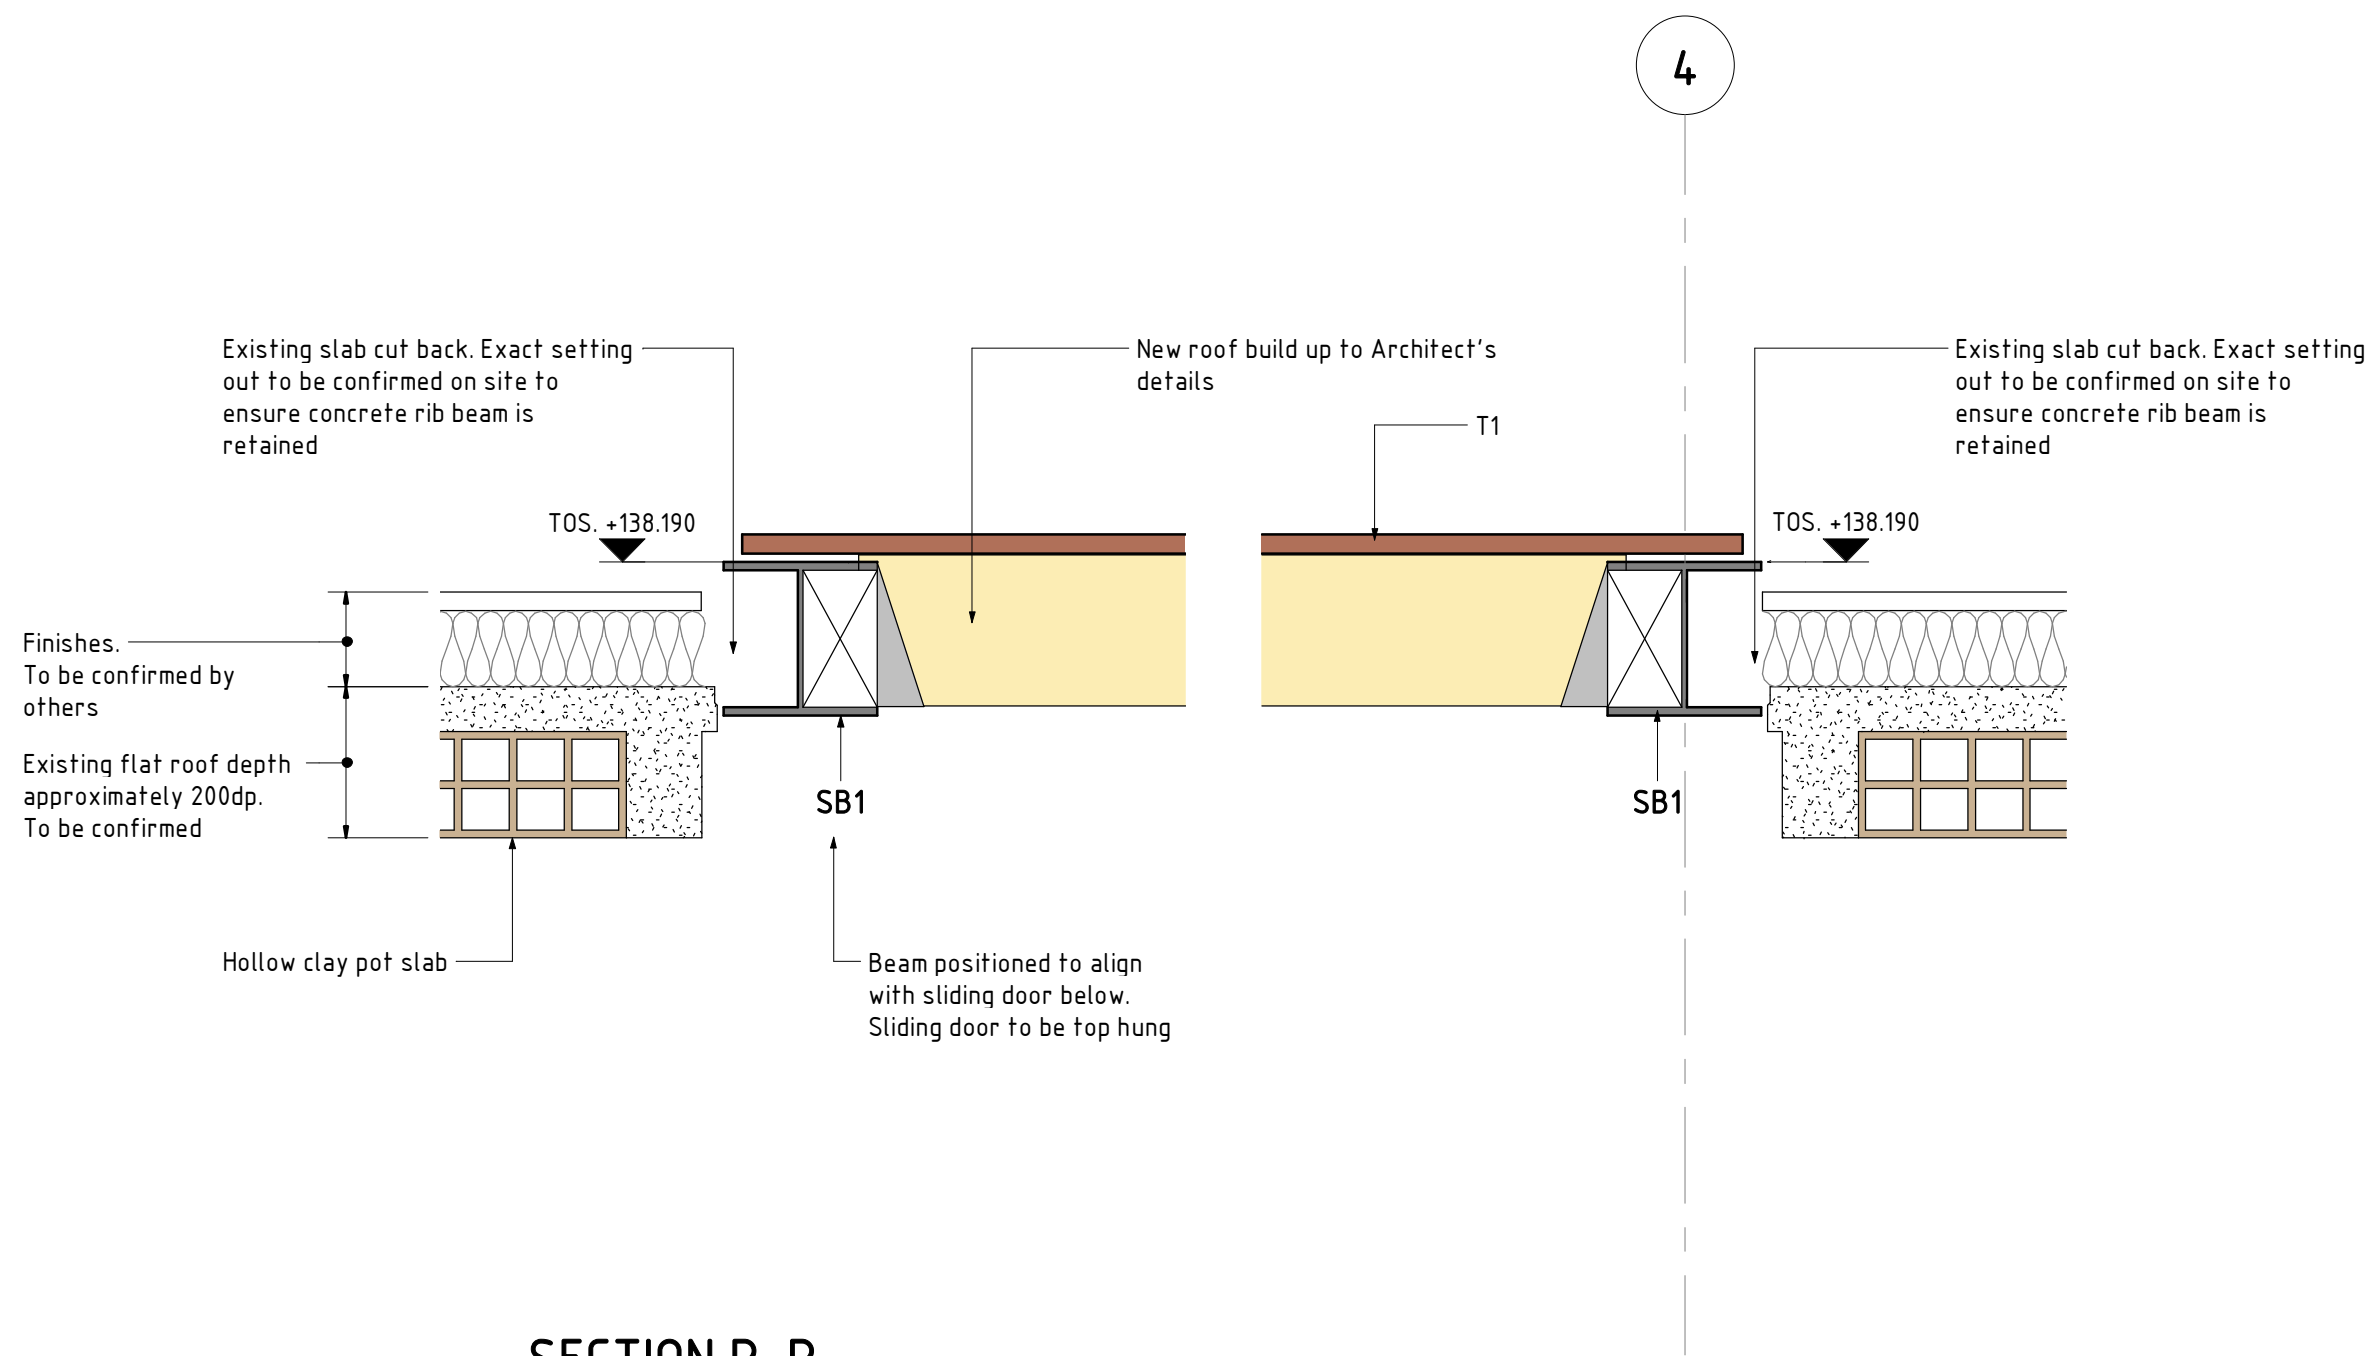 4
Existing slab cut back. Exact setting
out to be confirmed on site to
ensure concrete rib beam is
retained
New roof build up to Architect's
details
T1
Existing slab cut back. Exact setting
out to be confirmed on site to
ensure concrete rib beam is
retained
TOS. +138.190
TOS. +138.190
Finishes.
To be confirmed by
others
Existing flat roof depth
approximately 200dp.
To be confirmed
SB1
SB1
Hollow clay pot slab
Beam positioned to align
with sliding door below.
Sliding door to be top hung
SECTION